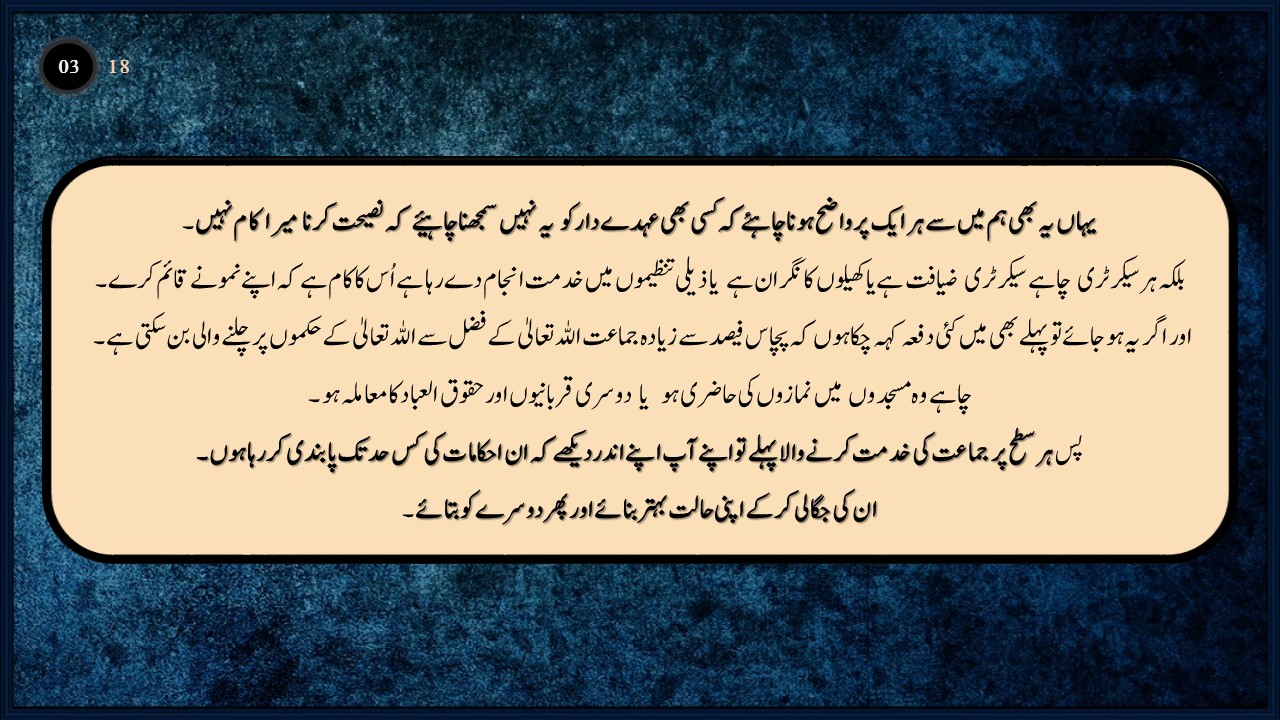 03 18
یہاں یہ بھی ہم میں سے ہر ایک پر واضح ہونا چاہئے کہ کسی بھی عہدے دار کو یہ نہیں سمجھنا چاہیئے کہ نصیحت کرنا میرا کام نہیں۔
بلکہ ہر سیکرٹری چاہے سیکرٹری ضیافت ہے یا کھیلوں کا نگران ہے یا ذیلی تنظیموں میں خدمت انجام دے رہا ہے اُس کا کام ہے کہ اپنے نمونے قائم کرے۔
اور اگر یہ ہو جائے تو پہلے بھی میں کئی دفعہ کہہ چکا ہوں کہ پچاس فیصد سے زیادہ جماعت اللہ تعالیٰ کے فضل سے اللہ تعالیٰ کے حکموں پر چلنے والی بن سکتی ہے۔
چاہے وہ مسجدوں میں نمازوں کی حاضری ہو یا دوسری قربانیوں اور حقوق العباد کا معاملہ ہو۔
پس ہر سطح پر جماعت کی خدمت کرنے والا پہلے تو اپنے آپ اپنے اندر دیکھے کہ ان احکامات کی کس حد تک پابندی کر رہا ہوں۔
ان کی جگالی کر کے اپنی حالت بہتر بنائے اور پھر دوسرے کو بتائے۔